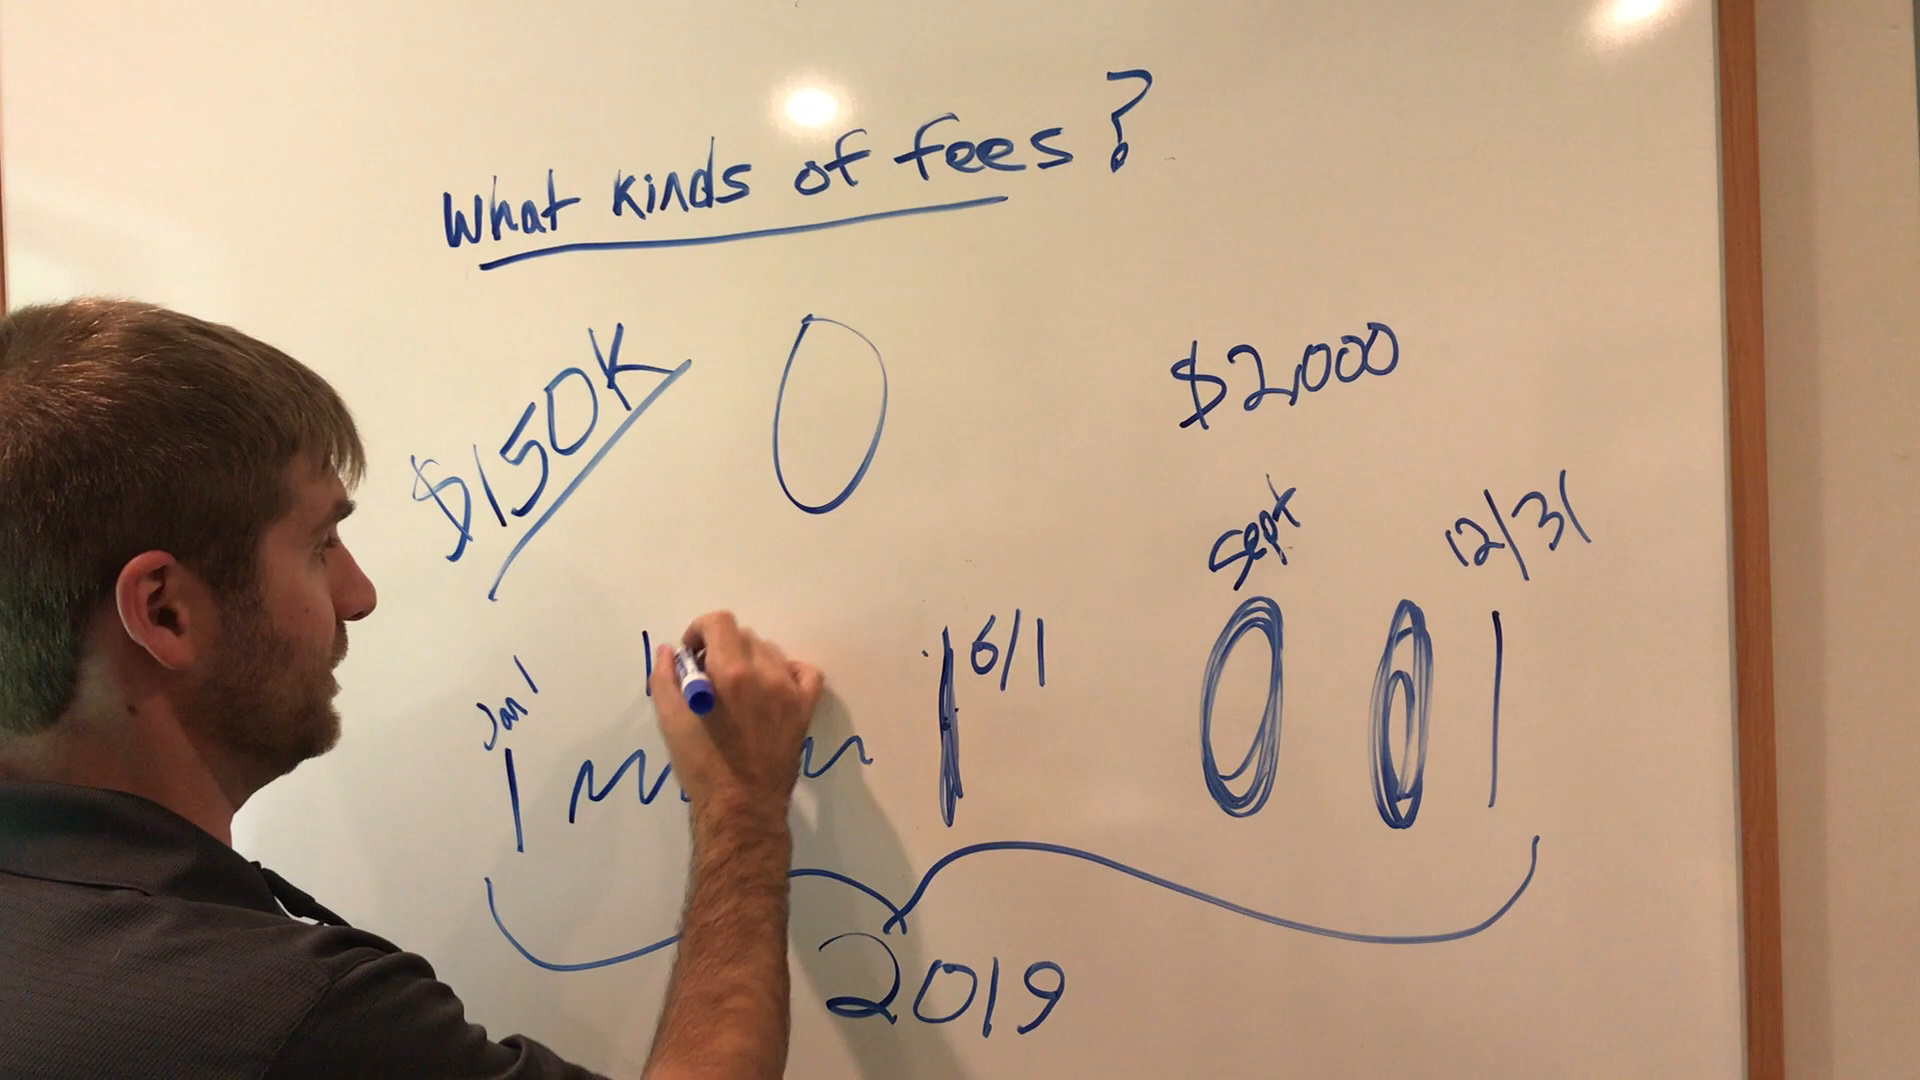 What kinds of fees?
$150K
$2,000
Sept
12/31
Jan 1
6/1
2019